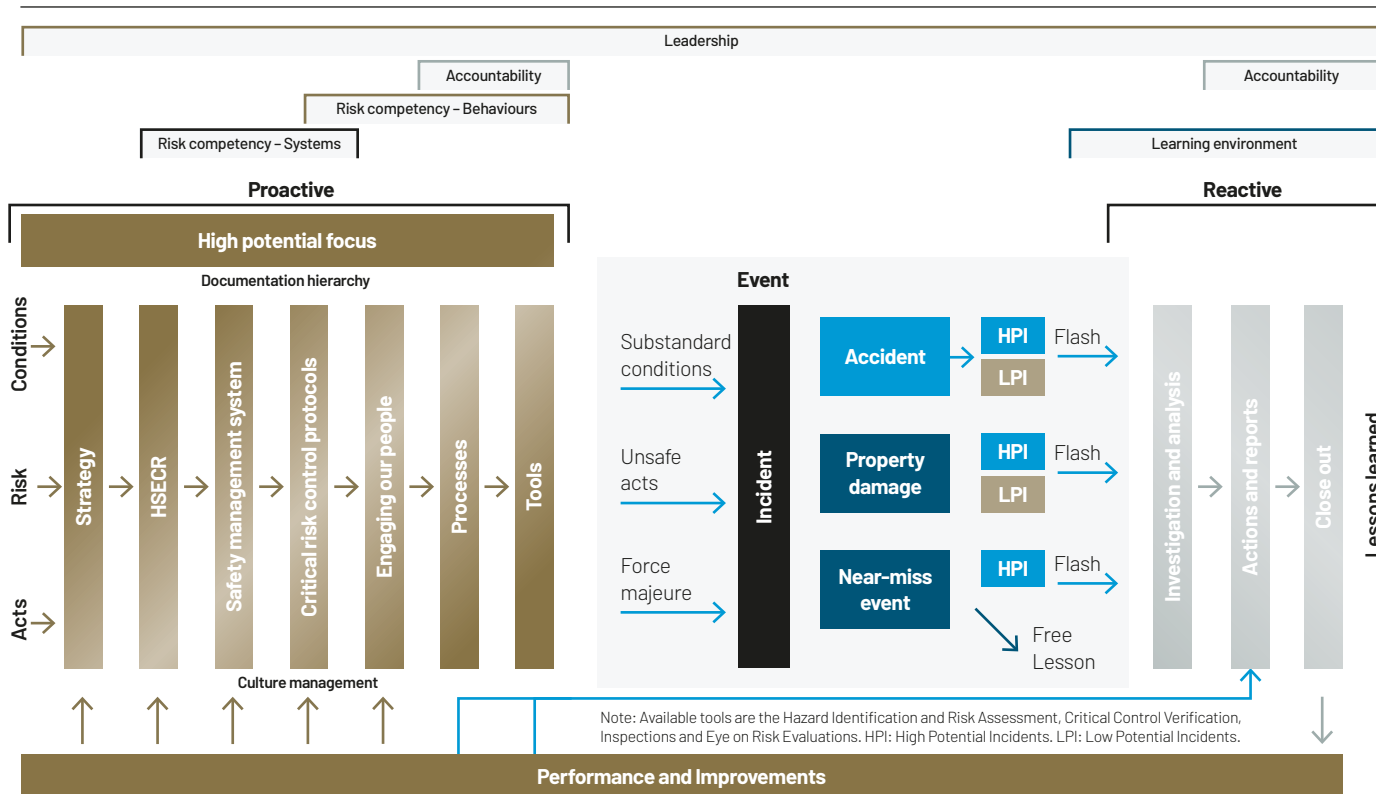 Leadership
Accountability
Accountability
Risk competency – Behaviours
Risk competency – Systems
Learning environment
Proactive
Reactive
High potential focus
Documentation hierarchy
Conditions
Risk
Acts
Strategy
HSECR
Safety management system
Critical risk control protocols
Engaging our people
Processes
Tools
Culture management
Event
Substandard
conditions
Unsafe
acts
Force
majeure
Incident
Accident
HPI
LPI
Flash
Property
damage
HPI
LPI
Flash
Near-miss
event
HPI
Flash
Free
Lesson
Investigation and analysis
Actions and reports
Close out
Lessons learned
Note: Available tools are the Hazard Identification and Risk Assessment, Critical Control Verification,
Inspections and Eye on Risk Evaluations. HPI: High Potential Incidents. LPI: Low Potential Incidents.
Performance and Improvements